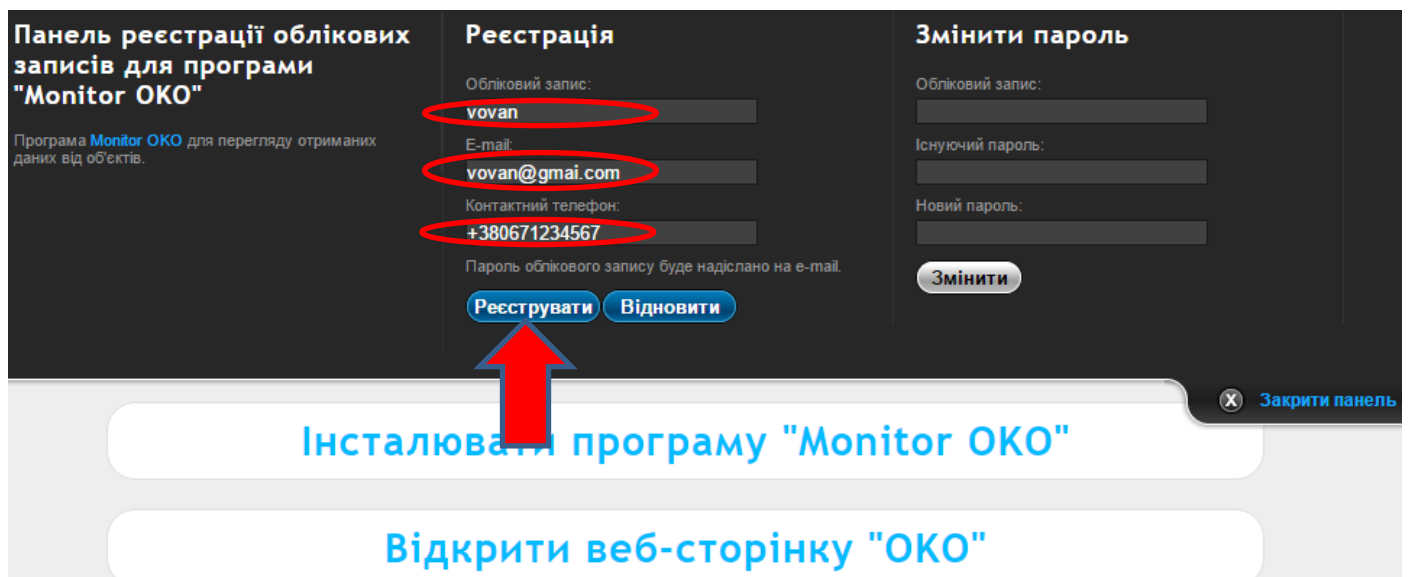 Панель реєстрації облікових
записів для програми
"Monitor OKO"
Програма Monitor OKO для перегляду отриманих
даних від об'єктів.
Реєстрація
Обліковий запис:
vovan
E-mail:
vovan@gmai.com
Контактний телефон:
+380671234567
Пароль облікового запису буде надіслано на e-mail.
Реєструвати
Відновити
Змінити пароль
Обліковий запис:
Існуючий пароль:
Новий пароль:
Змінити
X Закрити панель
Інсталювати програму "Monitor OKO"
Відкрити веб-сторінку "ОКО"